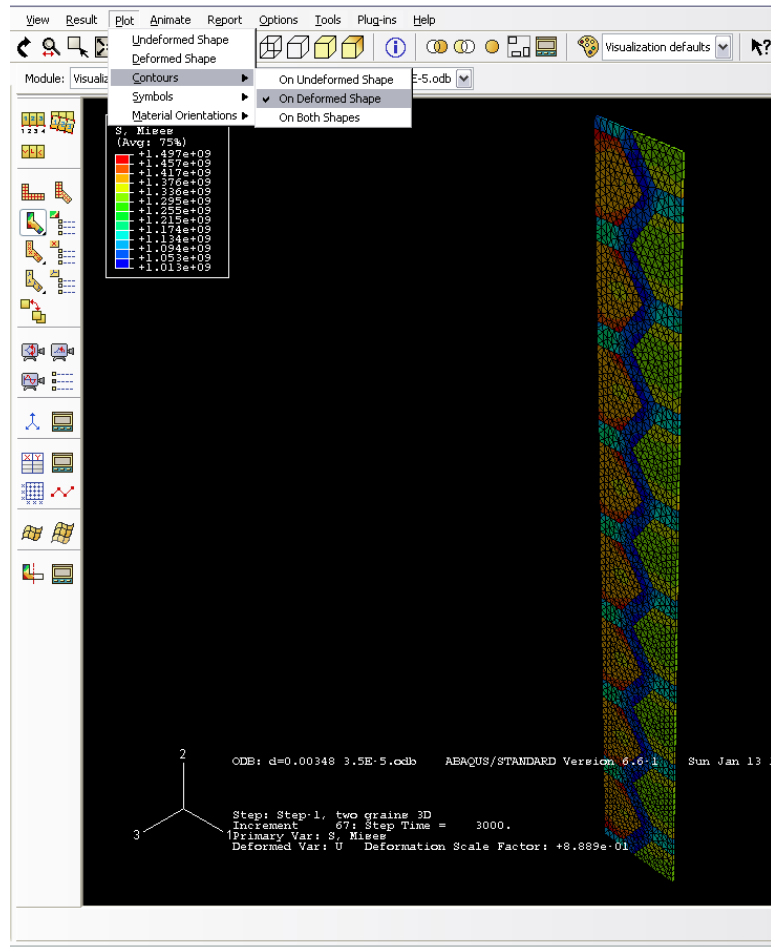 View Result Plot Animate Report Options Tools Plug-ins Help
Undeformed Shape
Visualization defaults
Deformed Shape
Module: Visualiz
Contours
On Undeformed Shape
E-5.odb
Symbols
On Deformed Shape
Material Orientations
On Both Shapes
1 2 3 4
S, Mises
(Avg: 75%)
+1.497e+09
+1.457e+09
+1.417e+09
+1.376e+09
+1.336e+09
+1.295e+09
+1.255e+09
+1.215e+09
+1.174e+09
+1.134e+09
+1.094e+09
+1.053e+09
+1.013e+09
X Y
2
3
1
ODB: d=0.00348 3.5E-5.odb ABAQUS/STANDARD Version 6.6-1 Sun Jan 13
Step: Step-1, two grains 3D
Increment 67: Step Time = 3000.
Primary Var: S, Mises
Deformed Var: U Deformation Scale Factor: +8.889e-01